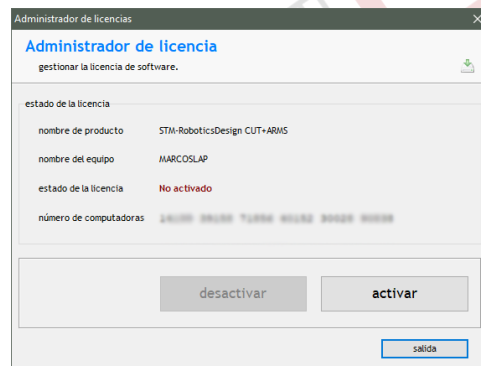 Administrador de licencias
Administrador de licencia
gestionar la licencia de software.
estado de la licencia
nombre de producto STM-RoboticsDesign CUT+ARMS
nombre del equipo MARCOSLAP
estado de la licencia No activado
número de computadoras
desactivar activar
salida